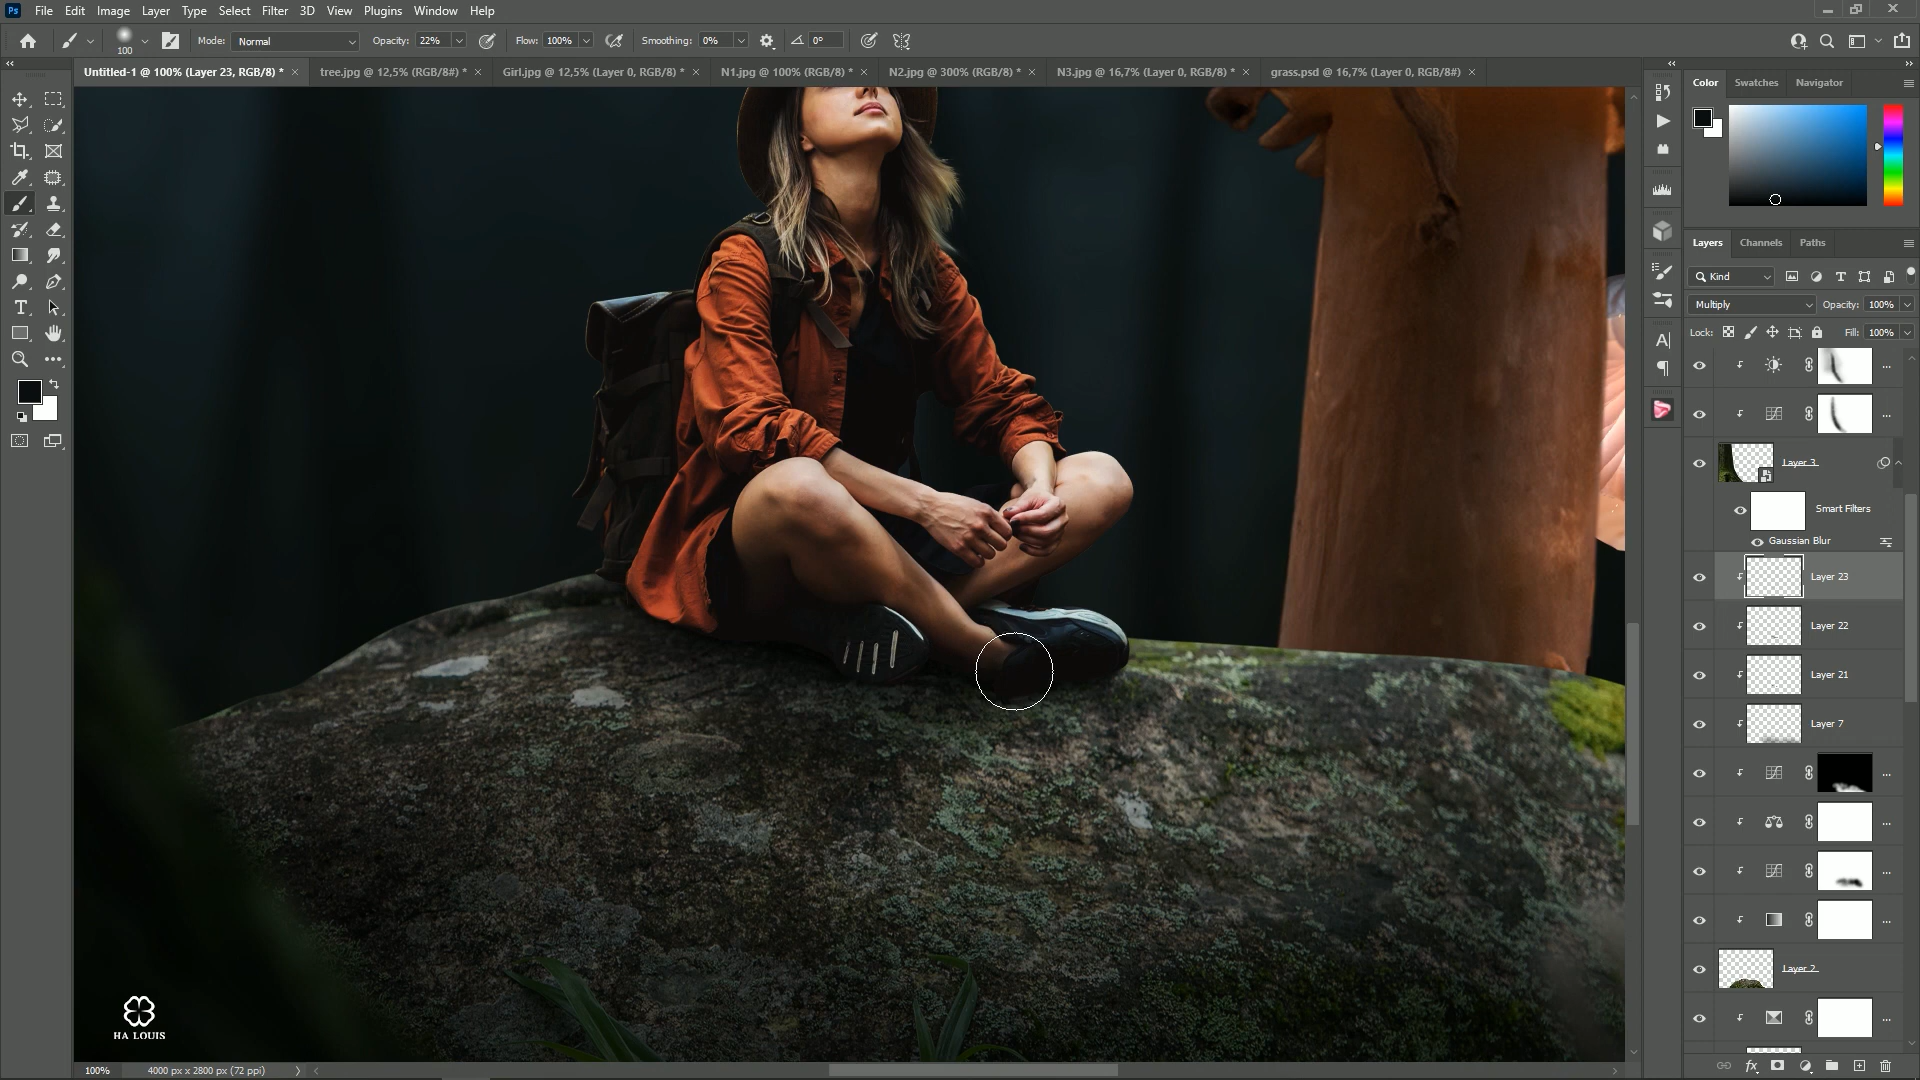 Ps File Edit Image Layer Type Select Filter 3D View Plugins Window Help
100 Mode: Normal Opacity: 22% Flow: 100% Smoothing: 0% 0°
Untitled-1 @ 100% (Layer 23, RGB/8) * tree.jpg @ 12,5% (RGB/8#) * Girl.jpg @ 12,5% (Layer 0, RGB/8) * N1.jpg @ 100% (RGB/8) * N2.jpg @ 300% (RGB/8) * N3.jpg @ 16,7% (Layer 0, RGB/8) * grass.psd @ 16,7% (Layer 0, RGB/8#)
Color Swatches Navigator
Layers Channels Paths
Kind
Multiply Opacity: 100%
Lock: Fill: 100%
Layer 3
Smart Filters
Gaussian Blur
Layer 23
Layer 22
Layer 21
Layer 7
Layer 2
HA LOUIS
100% 4000 px x 2800 px (72 ppi)